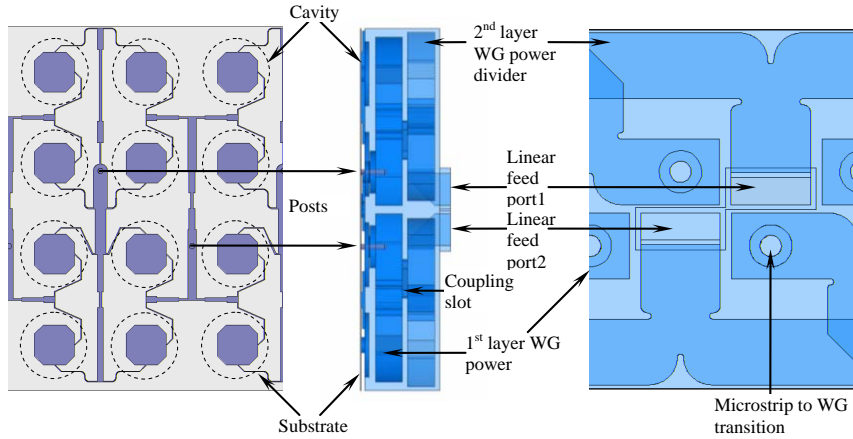 Cavity
2nd layer
WG power
divider
Linear
feed
port1
Posts
Linear
feed
port2
Coupling
slot
1st layer WG
power
Substrate
Microstrip to WG
transition